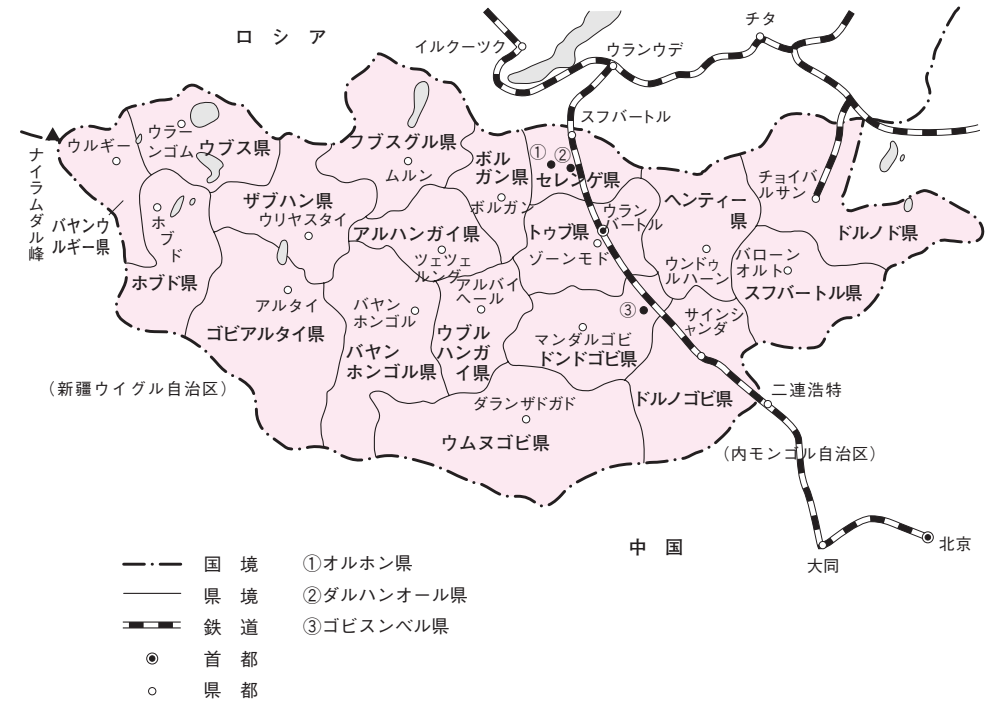 ロシア
イルクーツク
ウランウデ
チタ
スフバートル
ナイラムダル峰
ウルギー
ウラー
ンゴム
ウブス県
フブスグル県
ムルン
ボル
ガン県
ボルガン
①
②
セレンゲ県
バヤンウ
ルギー県
ホブド
ホブド県
ザブハン県
ウリヤスタイ
アルハンガイ県
ツェツェ
ルング
アルバイ
ヘール
トゥブ県
ウラン
バートル
ゾーンモド
ヘンティー
県
ウンドゥ
ルハーン
チョイバ
ルサン
ドルノド県
バローン
オルト
スフバートル県
アルタイ
ゴビアルタイ県
バヤン
ホンゴル
バヤン
ホンゴル県
ウブル
ハンガ
イ県
③
マンダルゴビ
ドンドゴビ県
サインシ
ャンダ
ドルノゴビ県
ダランザドガド
ウムヌゴビ県
(新疆ウイグル自治区)
二連浩特
(内モンゴル自治区)
中国
大同
北京
国境
県境
鉄道
首都
県都
①オルホン県
②ダルハンオール県
③ゴビスンベル県